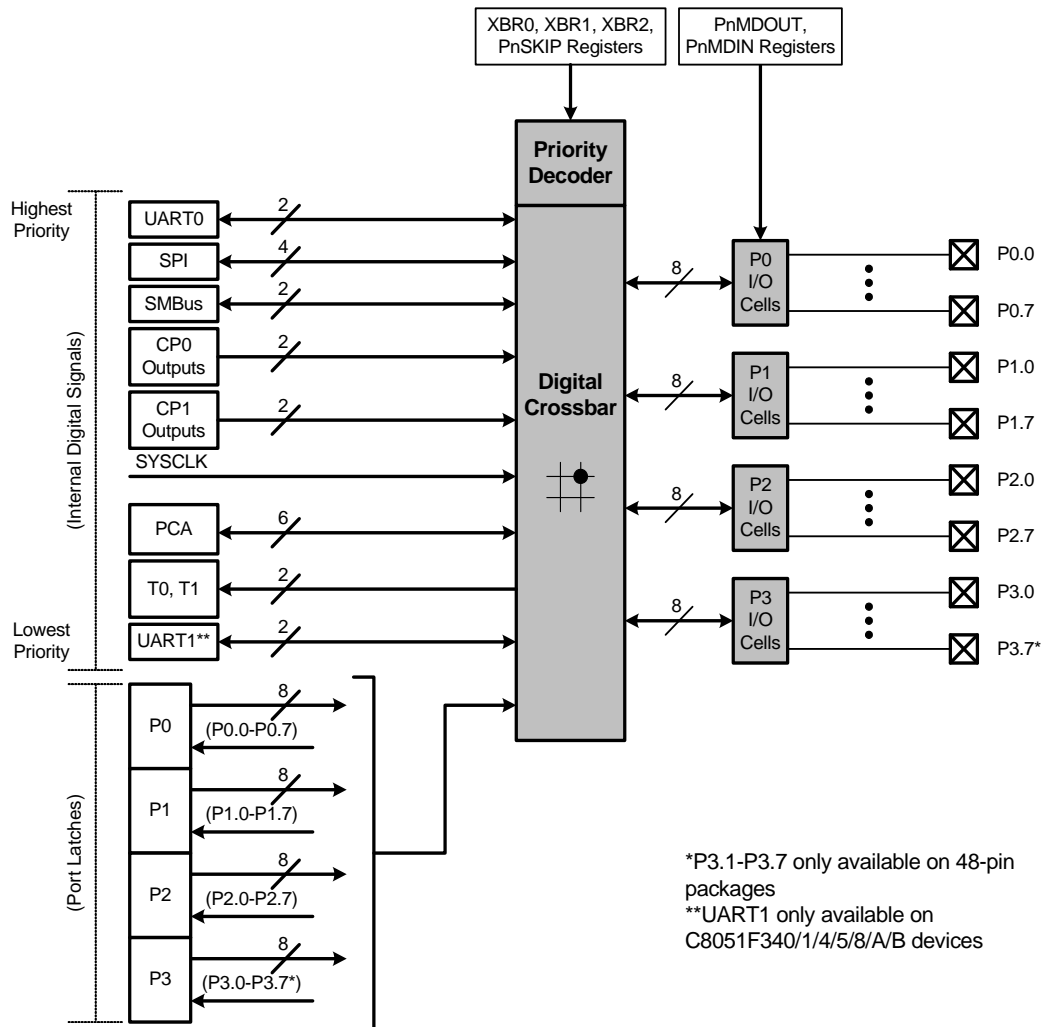 XBR0, XBR1, XBR2,
PnSKIP Registers
PnMDOUT,
PnMDIN Registers
Priority
Decoder
Highest
Priority
UART0
2
SPI
4
SMBus
2
CP0
Outputs
2
CP1
Outputs
2
SYSCLK
PCA
6
T0, T1
2
Lowest
Priority
UART1**
2
(Internal Digital Signals)
Digital
Crossbar
8
P0
I/O
Cells
P0.0
P0.7
8
P1
I/O
Cells
P1.0
P1.7
8
P2
I/O
Cells
P2.0
P2.7
8
P3
I/O
Cells
P3.0
P3.7*
(Port Latches)
P0
8
(P0.0-P0.7)
P1
8
(P1.0-P1.7)
P2
8
(P2.0-P2.7)
P3
8
(P3.0-P3.7*)
*P3.1-P3.7 only available on 48-pin
packages
**UART1 only available on
C8051F340/1/4/5/8/A/B devices